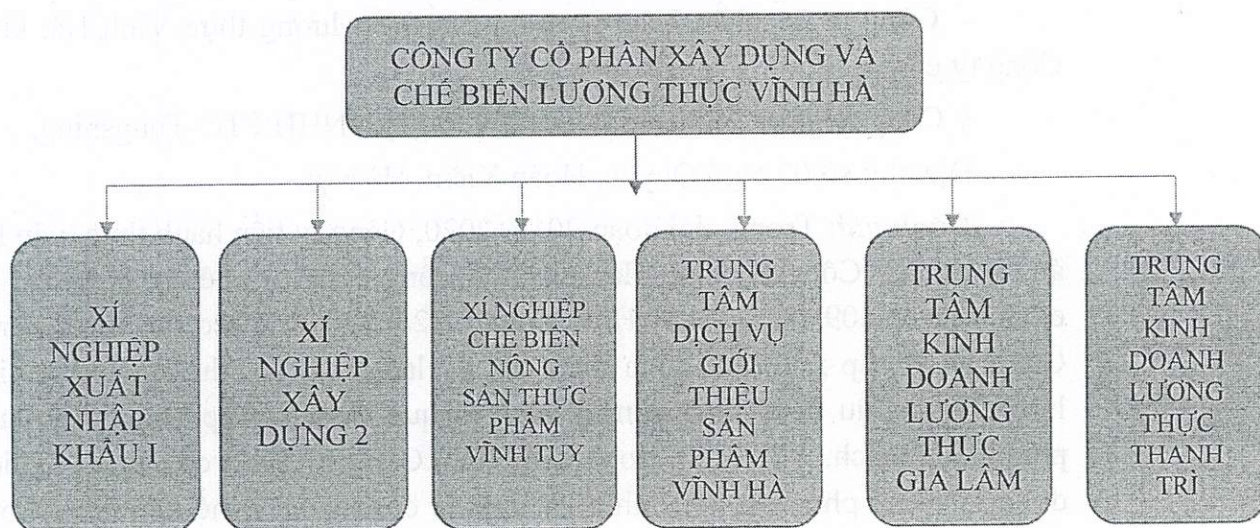 CÔNG TY CỔ PHẦN XÂY DỰNG VÀ
CHẾ BIẾN LƯƠNG THỰC VĨNH HÀ
XÍ
NGHIỆP
XUẤT
NHẬP
KHẨU I
XÍ
NGHIỆP
XÂY
DỰNG 2
XÍ NGHIỆP
CHẾ BIẾN
NÔNG
SẢN THỰC
PHẨM
VĨNH TUY
TRUNG
TÂM
DỊCH VỤ
GIỚI
THIỆU
SẢN
PHẨM
VĨNH HÀ
TRUNG
TÂM
KINH
DOANH
LƯƠNG
THỰC
GIA LÂM
TRUNG
TÂM
KINH
DOANH
LƯƠNG
THỰC
THANH
TRÌ